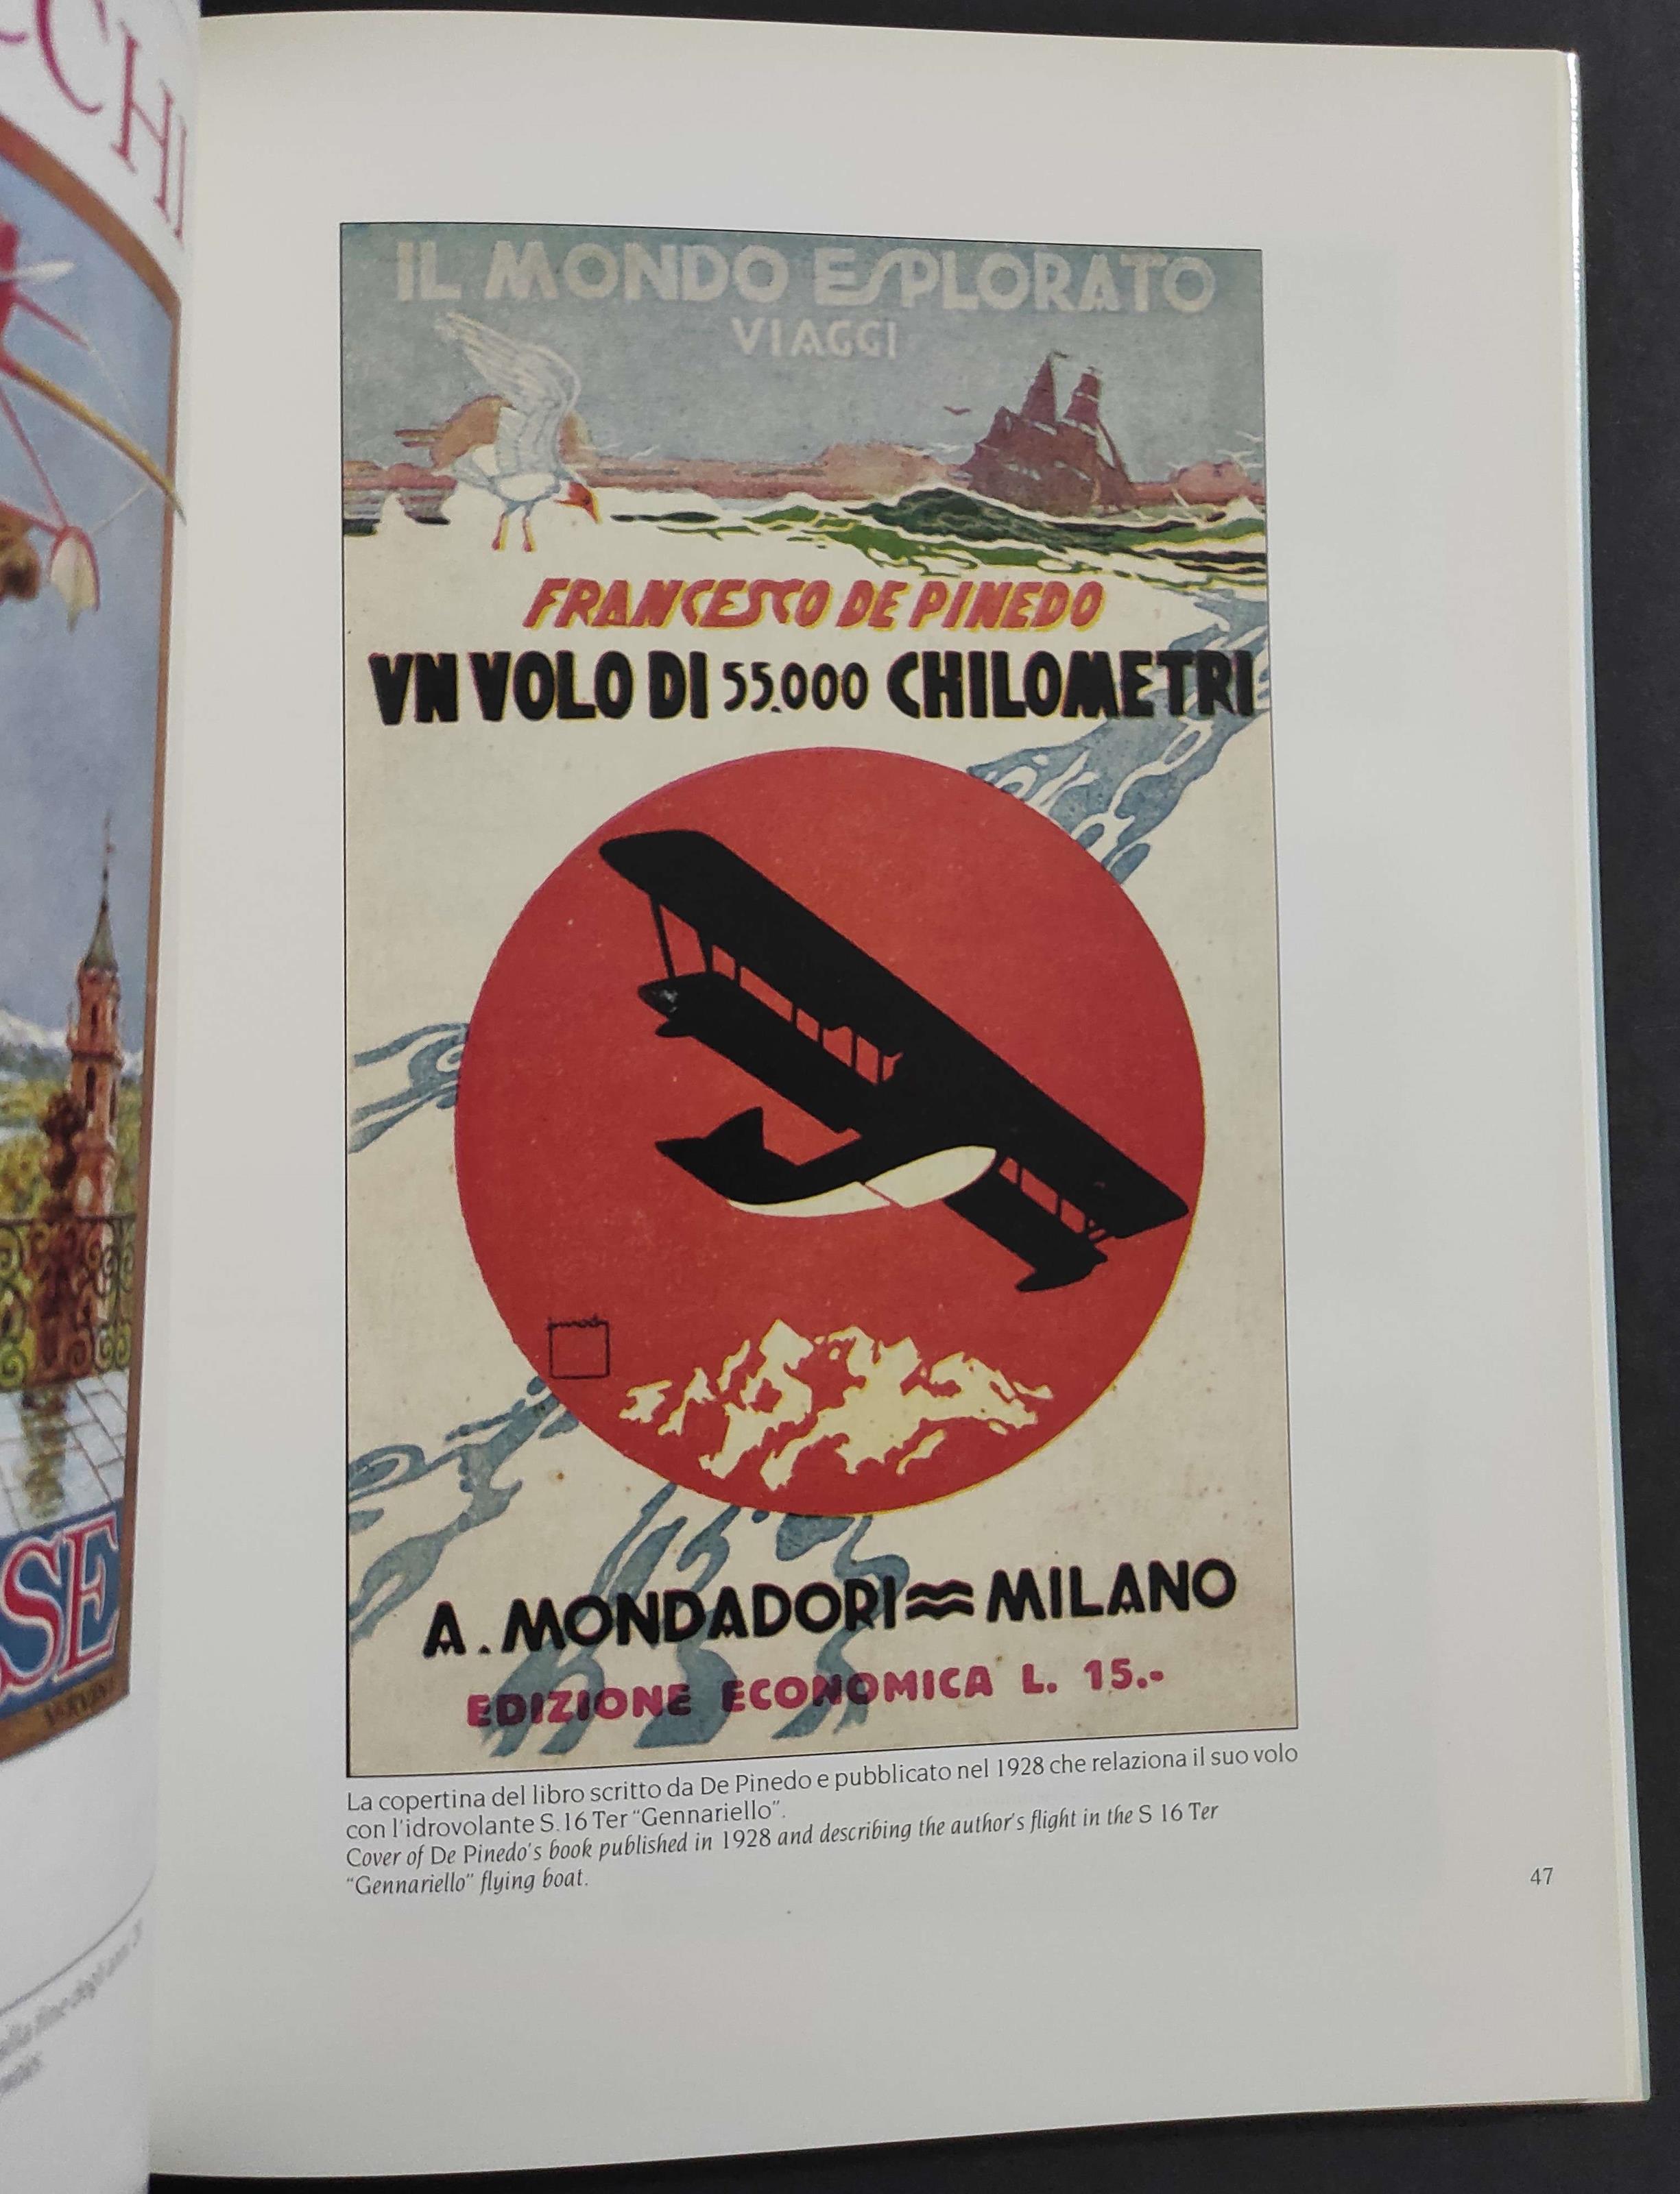 CHI
IL MONDO ESPLORATO
VIAGGI
FRANCESCO DE PINEDO
VN VOLO DI 55.000 CHILOMETRI
A. MONDADORI≈MILANO
EDIZIONE ECONOMICA L. 15.-
La copertina del libro scritto da De Pinedo e pubblicato nel 1928 che relaziona il suo volo
con l'idrovolante S.16 Ter "Gennariello".
Cover of De Pinedo's book published in 1928 and describing the author's flight in the S 16 Ter
"Gennariello" flying boat.
47
SE